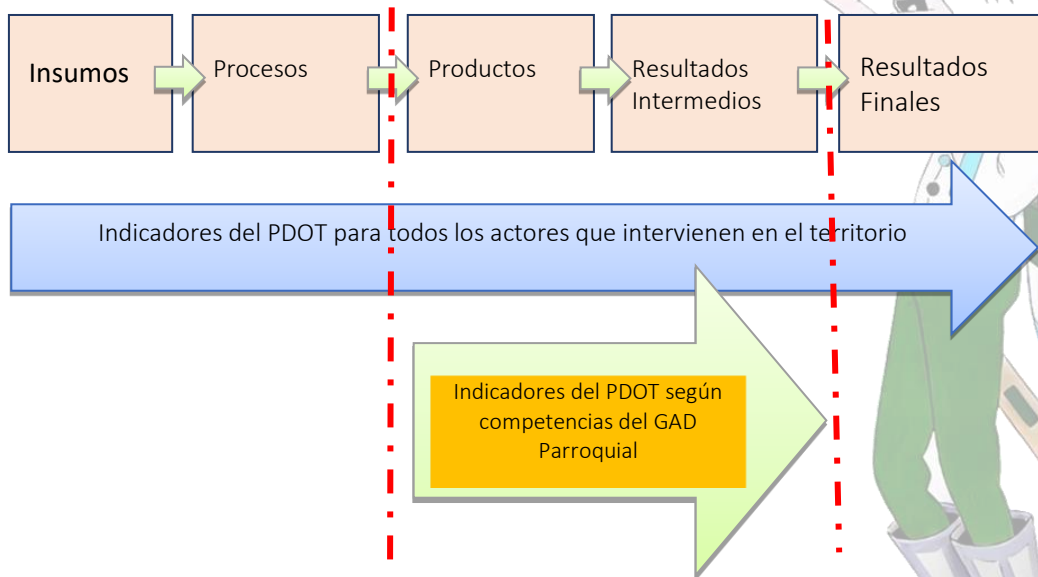 Insumos
Procesos
Productos
Resultados
Intermedios
Resultados
Finales
Indicadores del PDOT para todos los actores que intervienen en el territorio
Indicadores del PDOT según
competencias del GAD
Parroquial